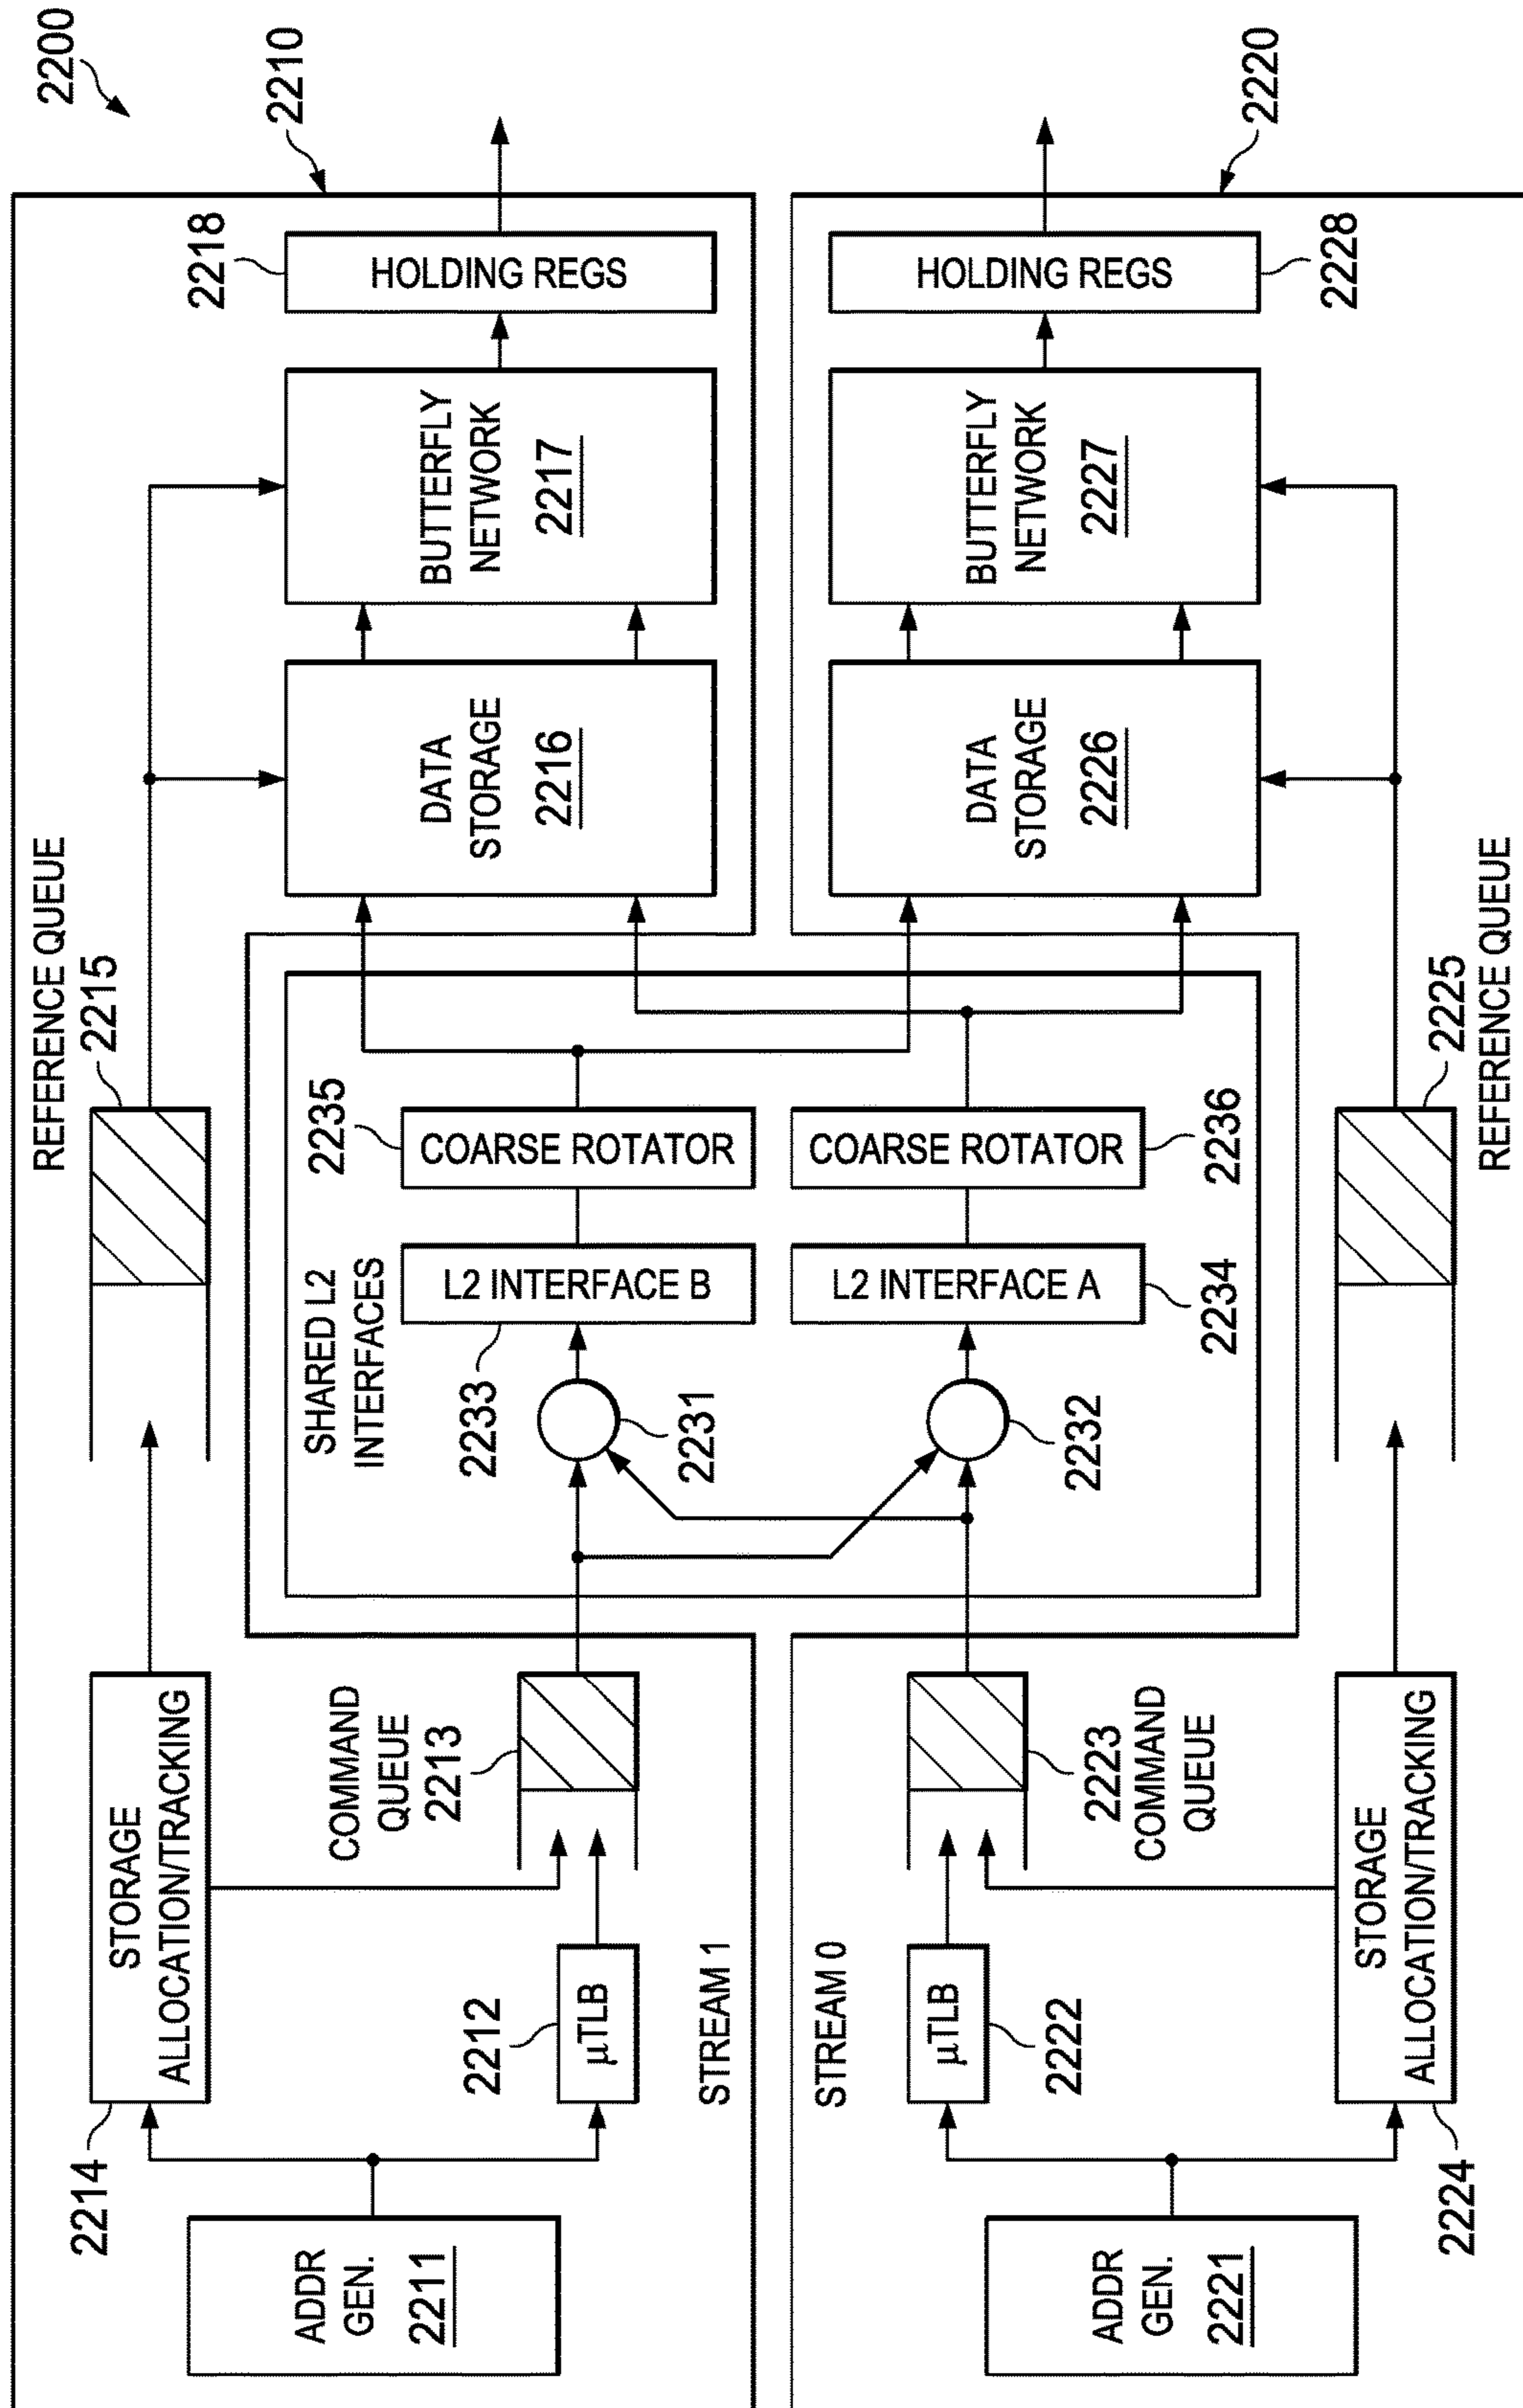 2200
2210
2220
REFERENCE QUEUE
2215
2218
HOLDING REGS
BUTTERFLY
NETWORK
2217
DATA
STORAGE
2216
STORAGE
ALLOCATION/TRACKING
2214
ADDR
GEN.
2211
2212
µTLB
COMMAND
QUEUE
2213
STREAM 1
SHARED L2
INTERFACES
2233
L2 INTERFACE B
2235
COARSE ROTATOR
2231
2232
L2 INTERFACE A
2234
COARSE ROTATOR
2236
STREAM 0
ADDR
GEN.
2221
µTLB
2222
2223
COMMAND
QUEUE
STORAGE
ALLOCATION/TRACKING
2224
DATA
STORAGE
2226
BUTTERFLY
NETWORK
2227
HOLDING REGS
2228
2225
REFERENCE QUEUE